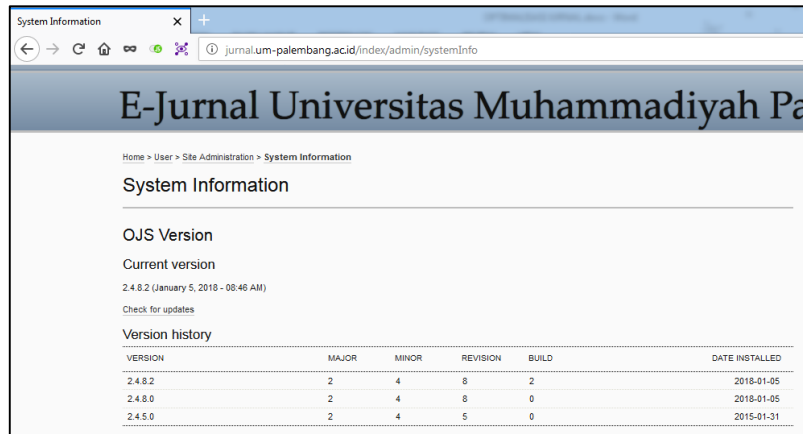 System Information
jurnal.um-palembang.ac.id/index/admin/systemInfo
E-Jurnal Universitas Muhammadiyah Pa
Home > User > Site Administration > System Information
System Information
OJS Version
Current version
2.4.8.2 (January 5, 2018 - 08:46 AM)
Check for updates
Version history
VERSION MAJOR MINOR REVISION BUILD DATE INSTALLED
2.4.8.2 2 4 8 2 2018-01-05
2.4.8.0 2 4 8 0 2018-01-05
2.4.5.0 2 4 5 0 2015-01-31